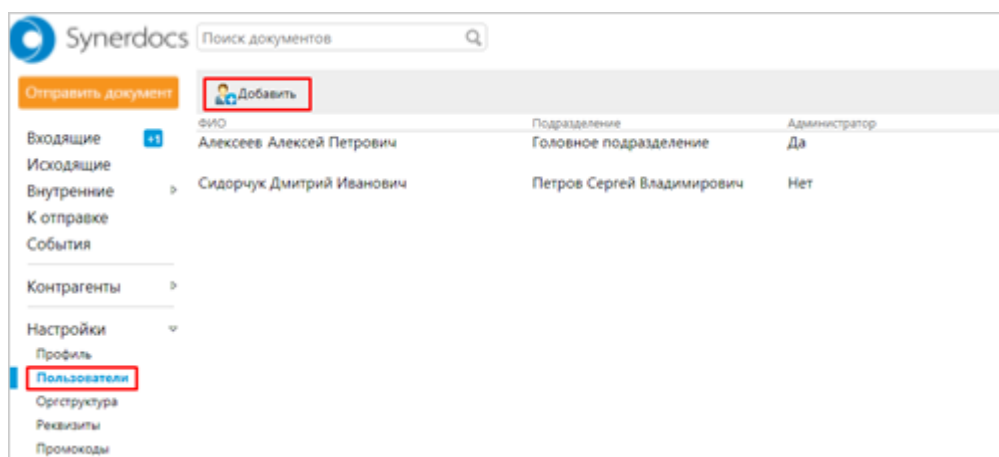 Synerdocs
Поиск документов
Отправить документ
Добавить
ФИО Подразделение Администратор
Алексеев Алексей Петрович Головное подразделение Да
Сидорчук Дмитрий Иванович Петров Сергей Владимирович Нет
Входящие +1
Исходящие
Внутренние
К отправке
События
Контрагенты
Настройки
Профиль
Пользователи
Оргструктура
Реквизиты
Промокоды